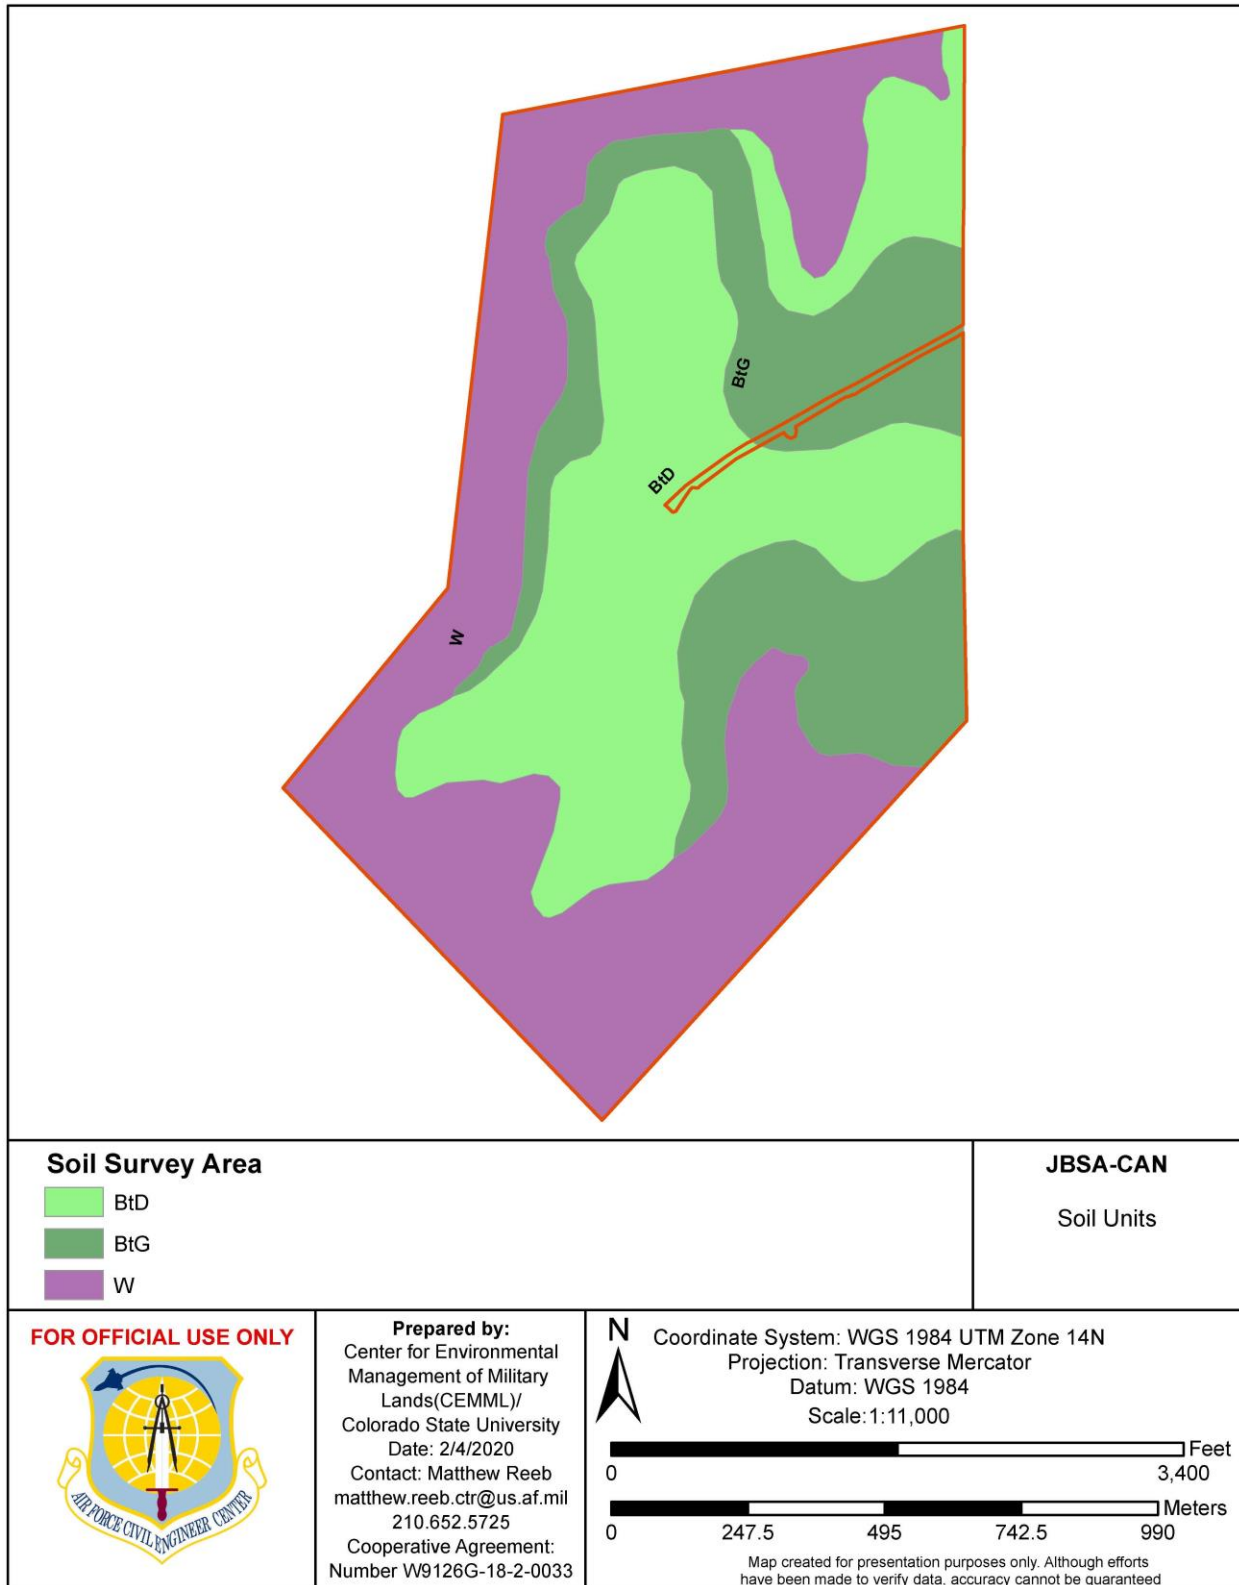 BtG
BtD
W
Soil Survey Area
BtD
BtG
W
JBSA-CAN
Soil Units
FOR OFFICIAL USE ONLY
AIR FORCE CIVIL ENGINEER CENTER
Prepared by:
Center for Environmental
Management of Military
Lands(CEMML)/
Colorado State University
Date: 2/4/2020
Contact: Matthew Reeb
matthew.reeb.ctr@us.af.mil
210.652.5725
Cooperative Agreement:
Number W9126G-18-2-0033
N
Coordinate System: WGS 1984 UTM Zone 14N
Projection: Transverse Mercator
Datum: WGS 1984
Scale:1:11,000
Feet
0 3,400
Meters
0 247.5 495 742.5 990
Map created for presentation purposes only. Although efforts
have been made to verify data, accuracy cannot be guaranteed